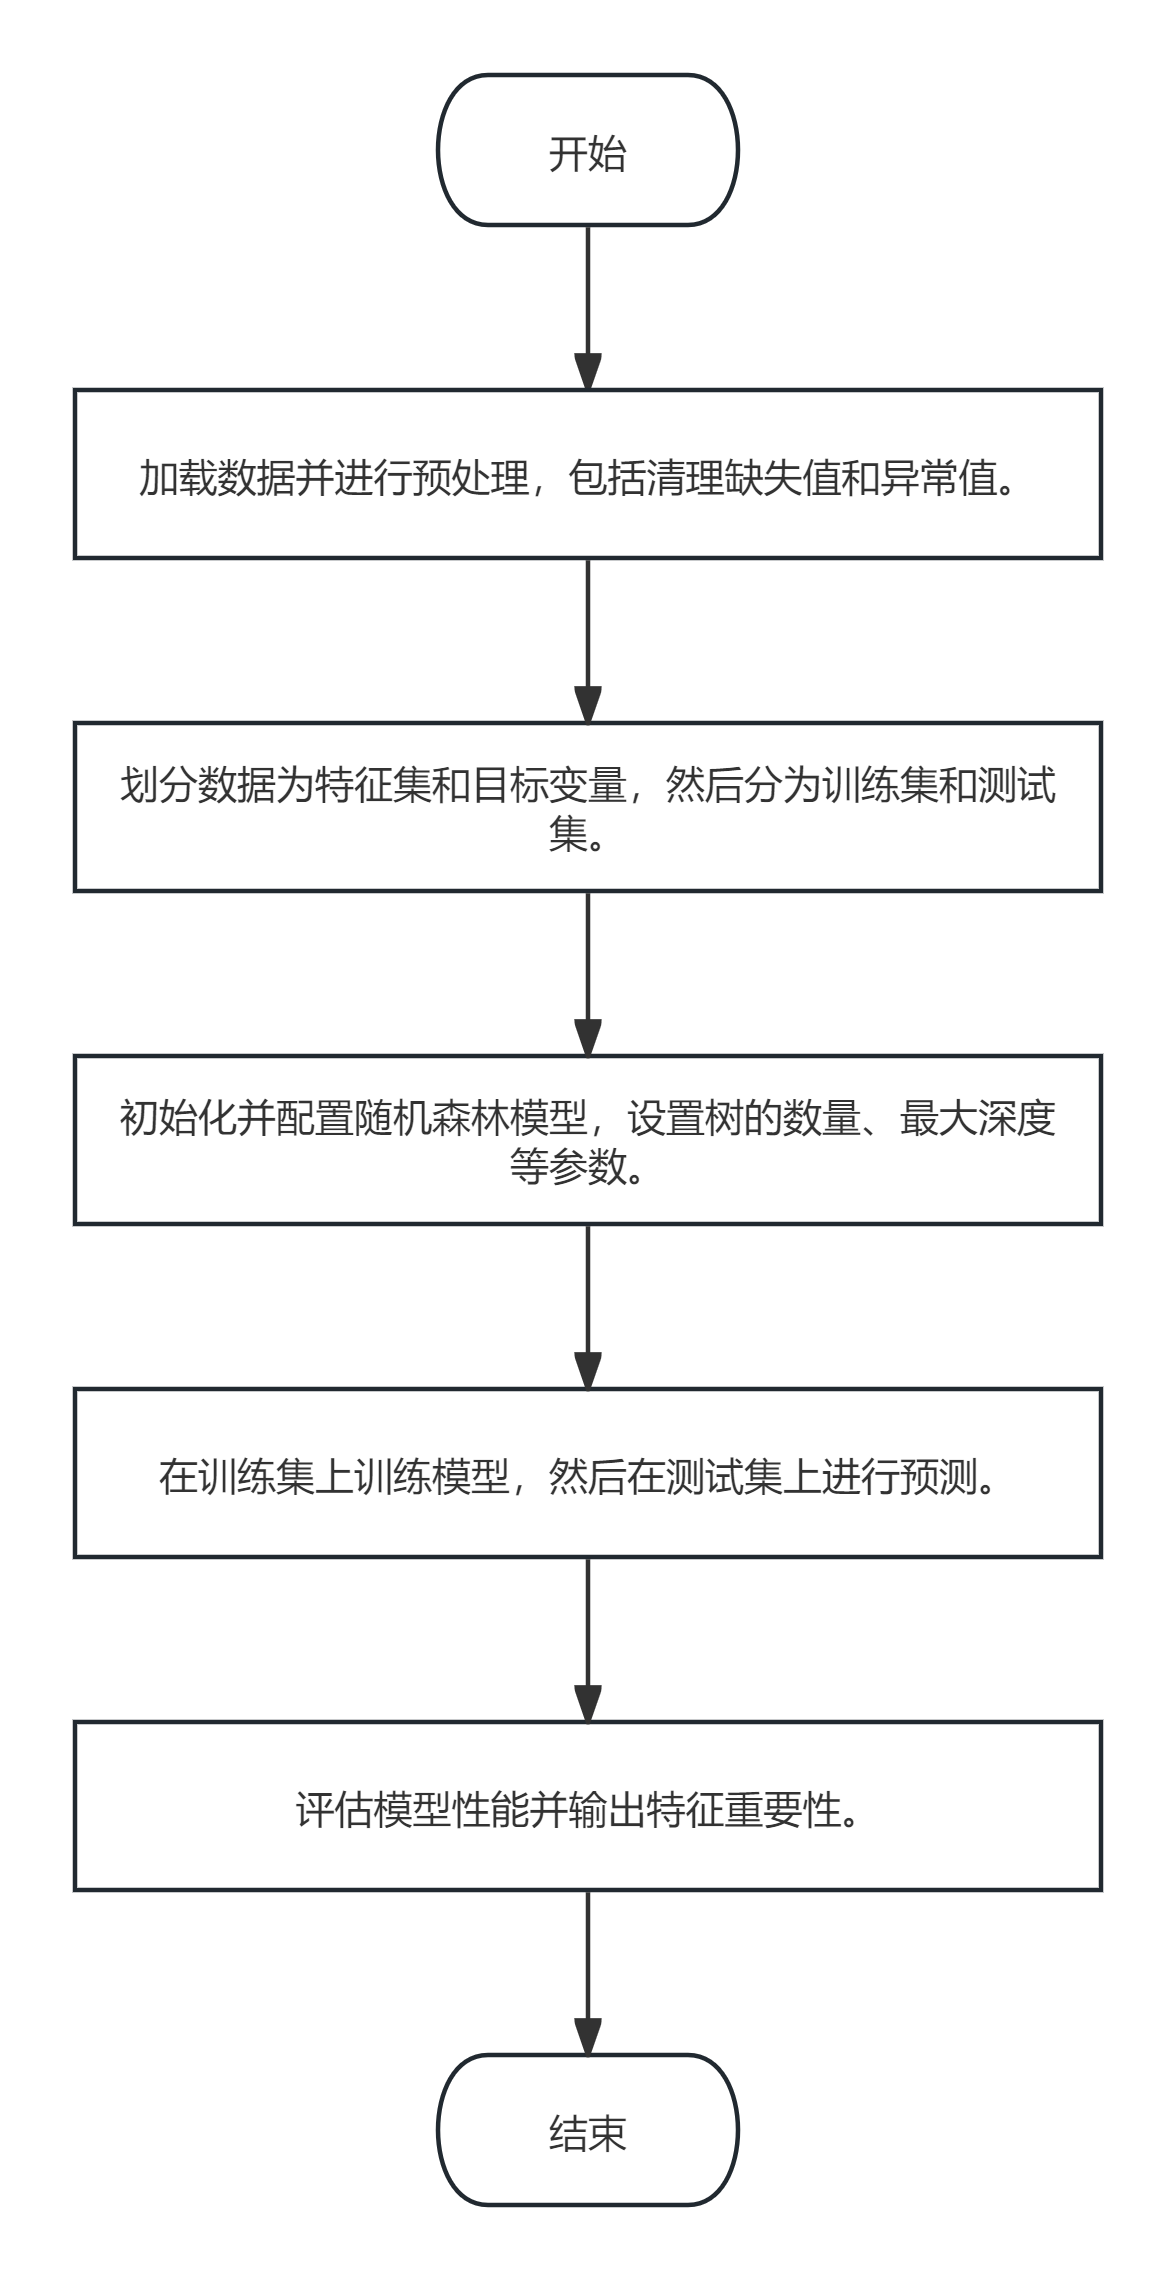 开始
加载数据并进行预处理，包括清理缺失值和异常值。
划分数据为特征集和目标变量，然后分为训练集和测试
集。
初始化并配置随机森林模型，设置树的数量、最大深度
等参数。
在训练集上训练模型，然后在测试集上进行预测。
评估模型性能并输出特征重要性。
结束